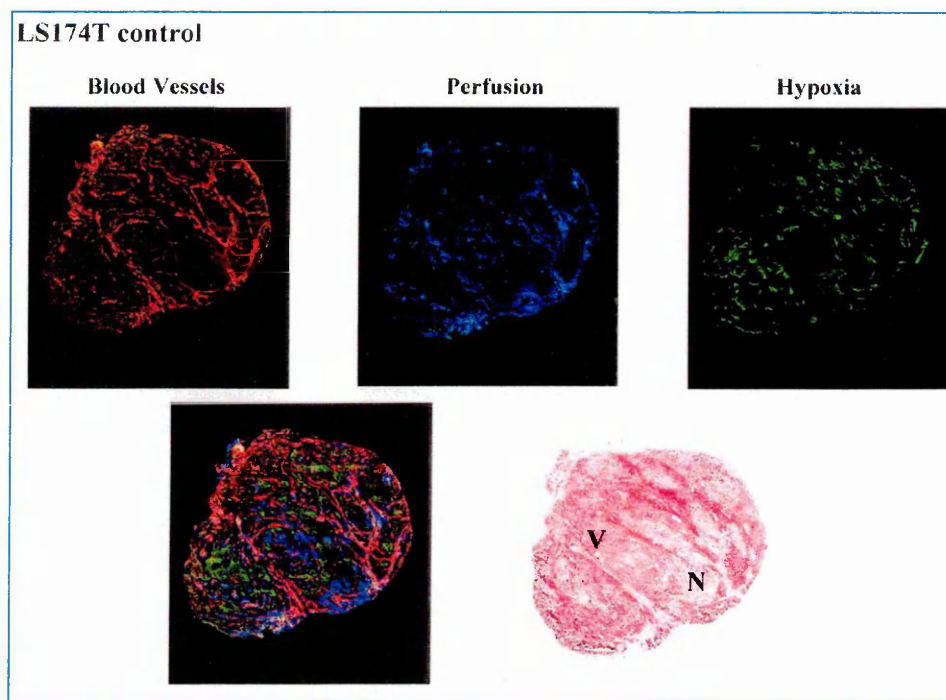 LS174T control
Blood Vessels
Perfusion
Hypoxia
V
N